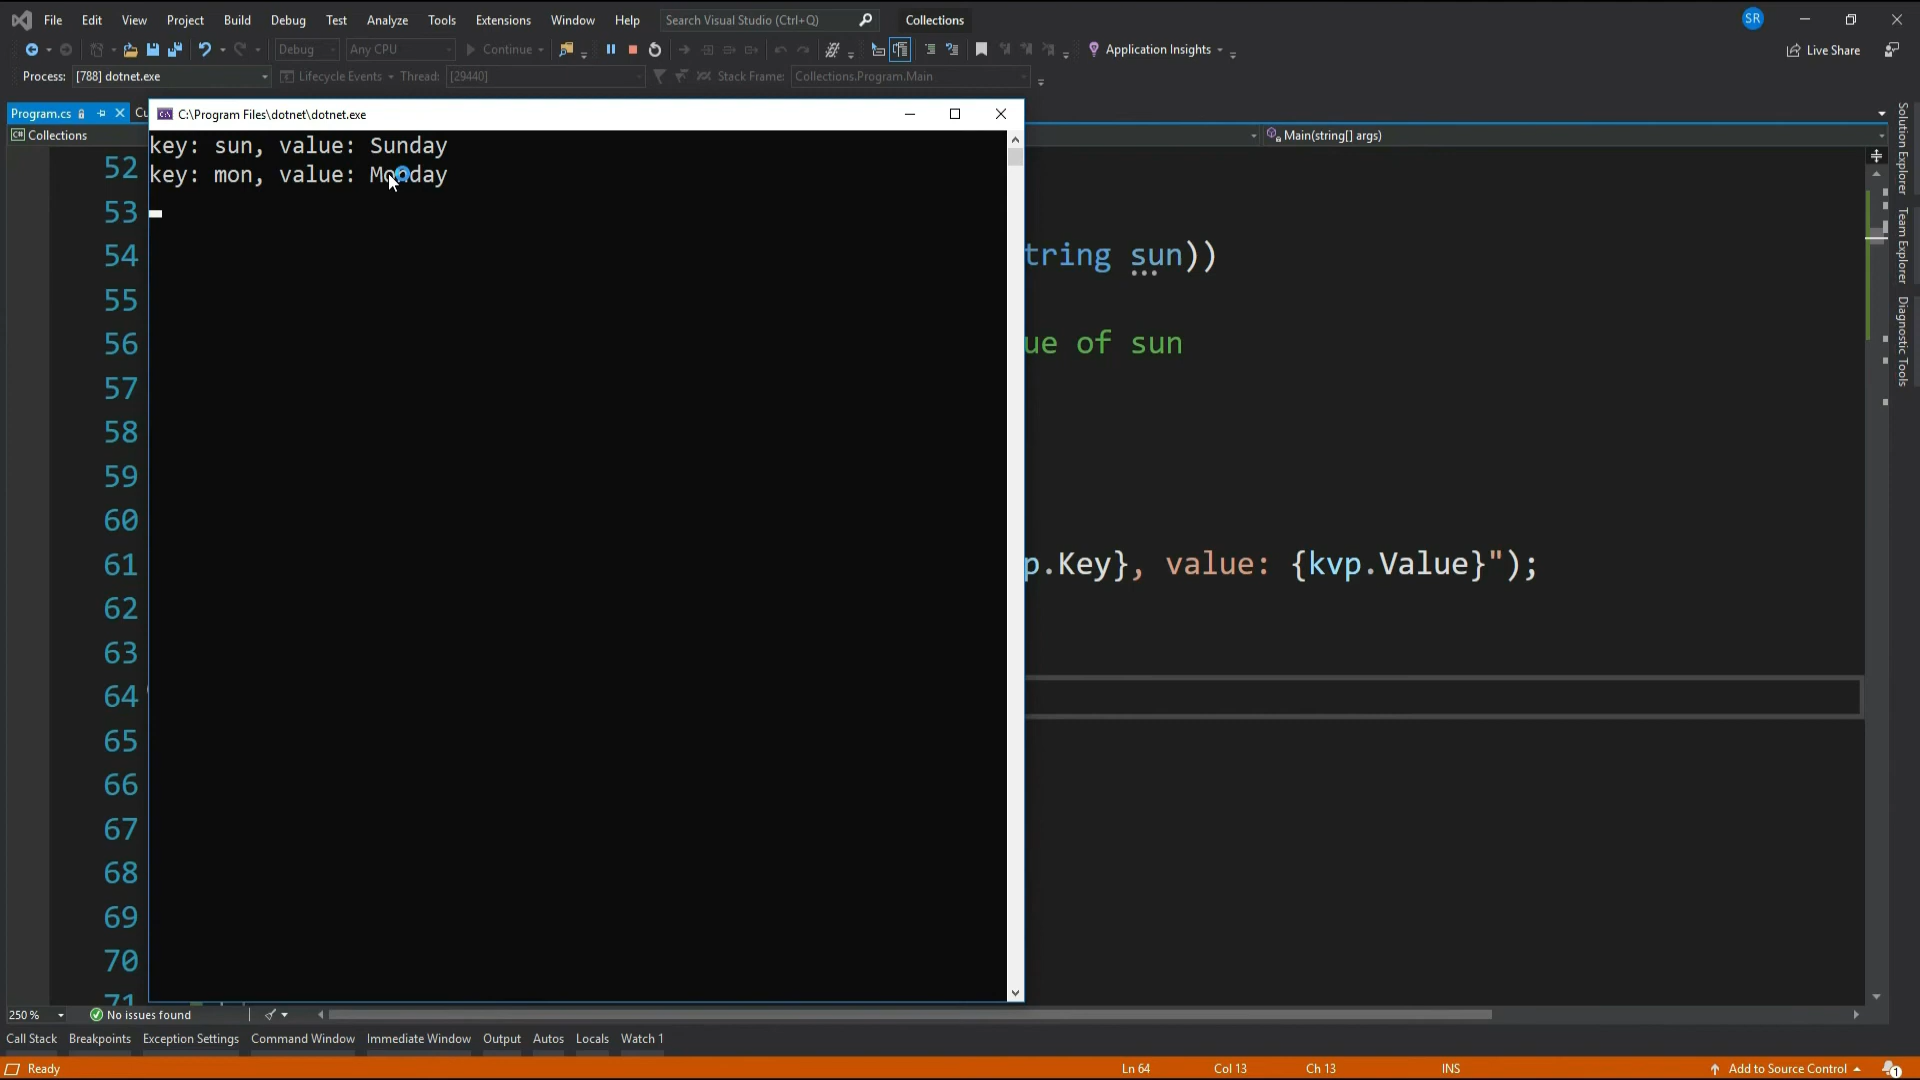 File Edit View Project Build Debug Test Analyze Tools Extensions Window Help Search Visual Studio (Ctrl+Q) Collections SR
Debug Any CPU Continue Application Insights Live Share
Process: [788] dotnet.exe Lifecycle Events Thread: [29440] Stack Frame: Collections.Program.Main
Program.cs Cu
C:\Program Files\dotnet\dotnet.exe
Collections Main(string[] args)
key: sun, value: Sunday
key: mon, value: Monday
52
53
54 tring sun))
55
56 ue of sun
57
58
59
60
61 p.Key}, value: {kvp.Value}");
62
63
64
65
66
67
68
69
70
71
Solution Explorer
Team Explorer
Diagnostic Tools
250 % No issues found
Call Stack Breakpoints Exception Settings Command Window Immediate Window Output Autos Locals Watch 1
Ready Ln 64 Col 13 Ch 13 INS Add to Source Control 1